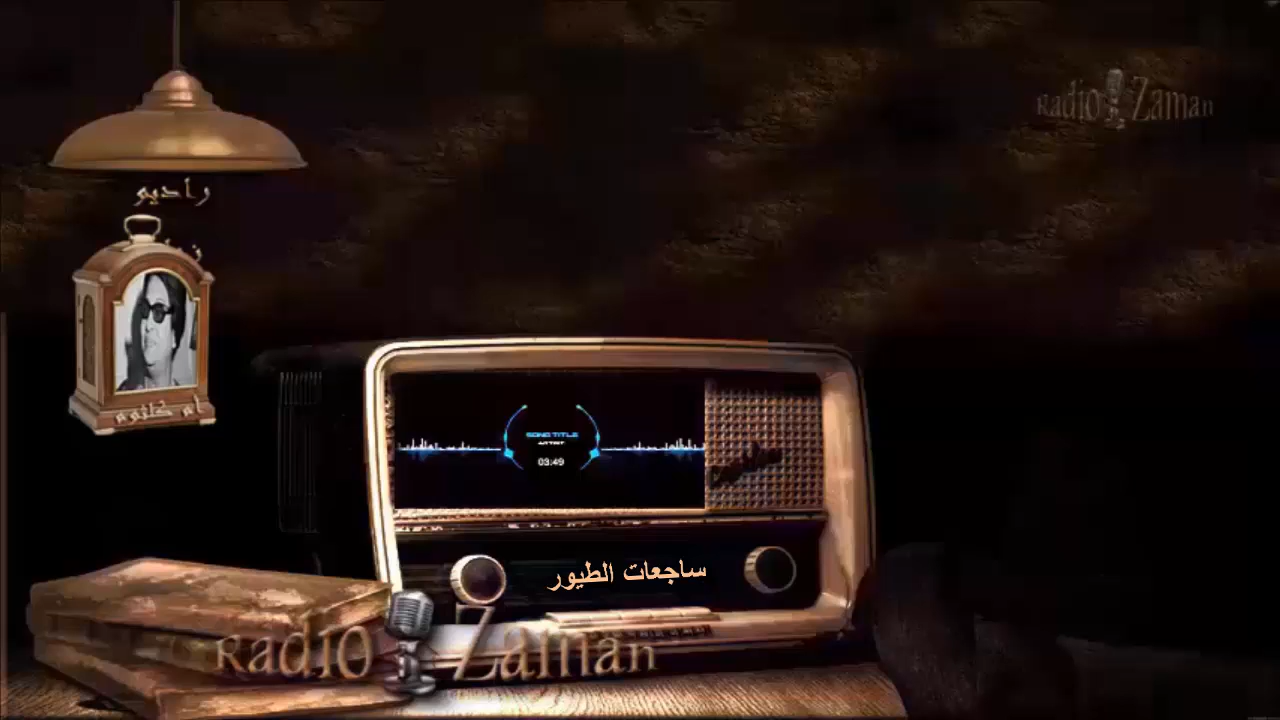 Radio Zaman
راديو
أم كلثوم
SONG TITLE
ARTIST
03:49
ساجعات الطيور
Radio Zaman